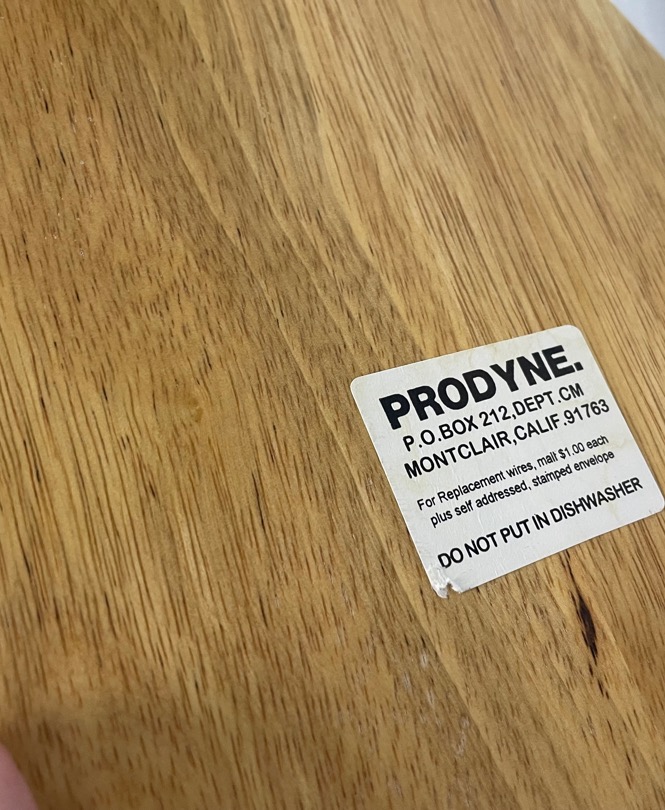 PRODYNE.
P.O.BOX 212,DEPT.CM
MONTCLAIR,CALIF.91763
For Replacement wires, mail $1.00 each
plus self addressed, stamped envelope
DO NOT PUT IN DISHWASHER